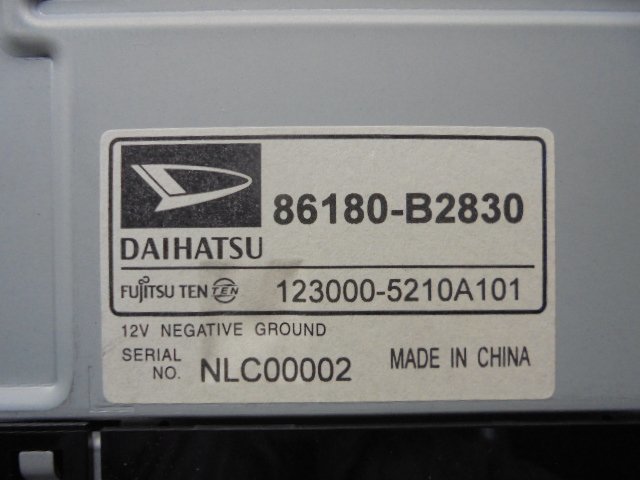 86180-B2830
DAIHATSU
FUJITSU TEN TEN 123000-5210A101
12V NEGATIVE GROUND
SERIAL NO. NLC00002 MADE IN CHINA